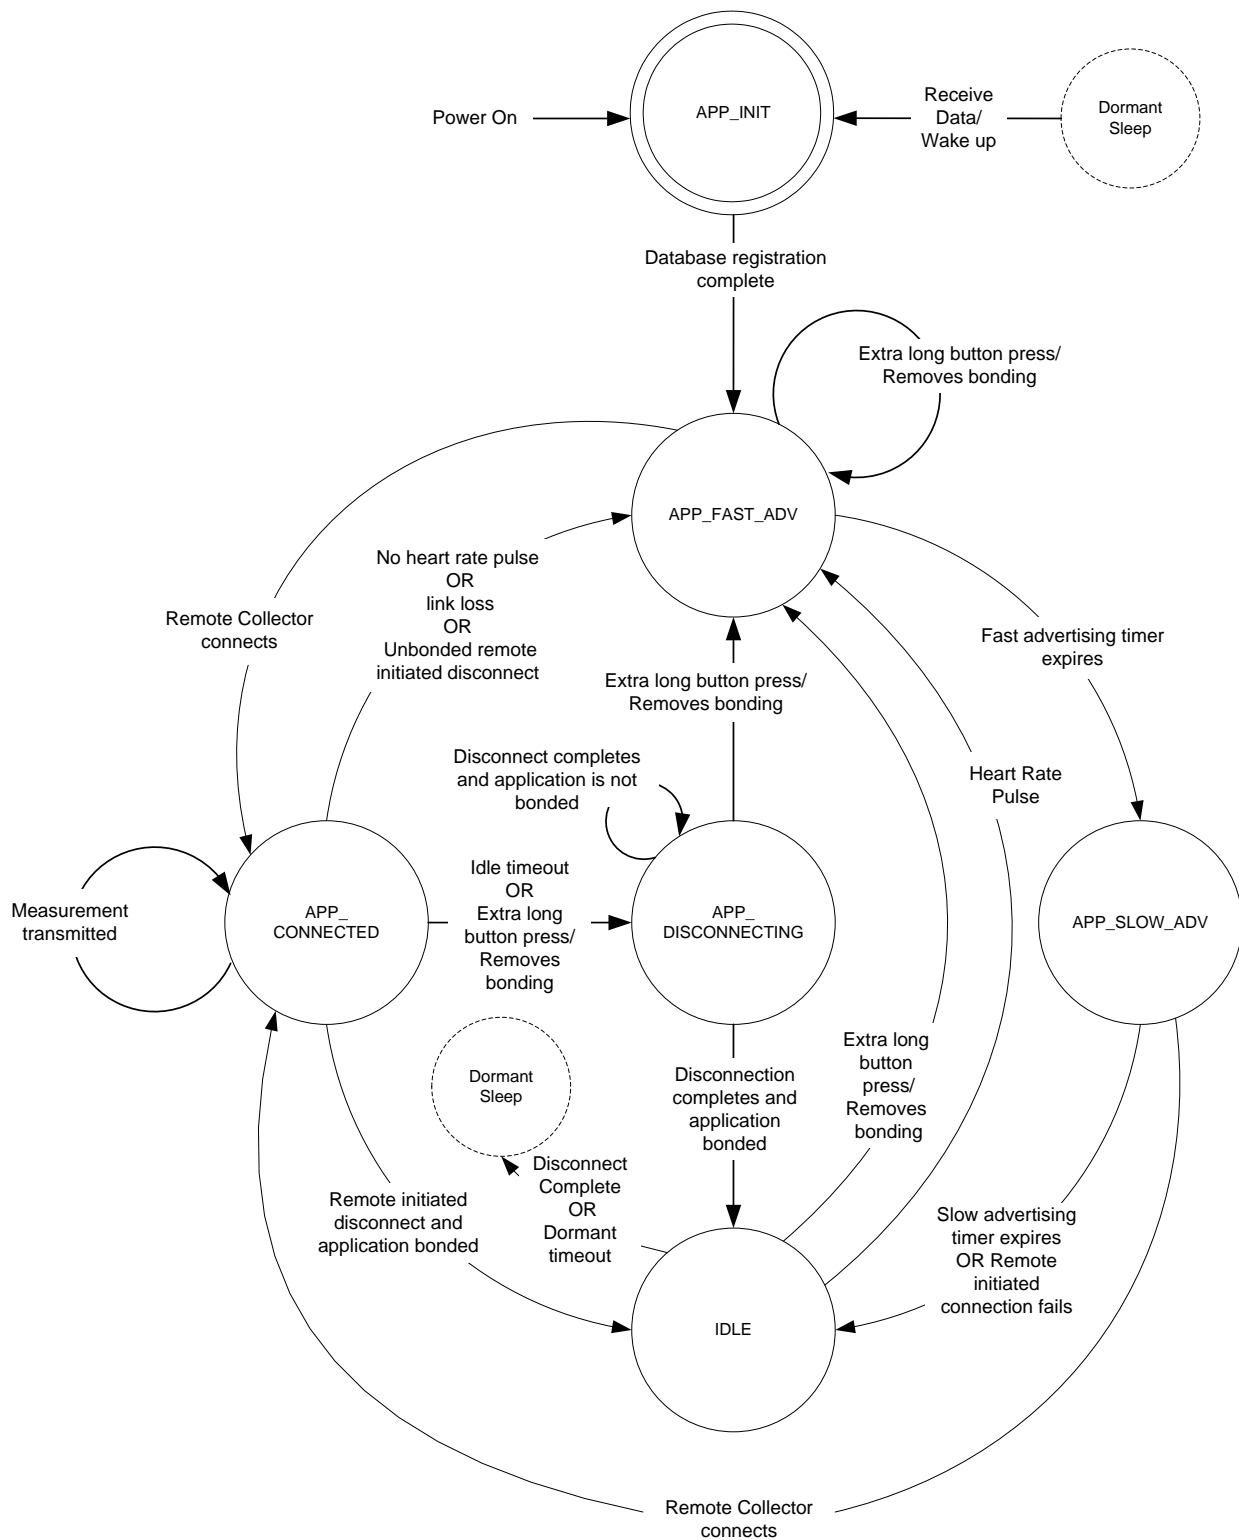 Power On
APP_INIT
Receive
Data/
Wake up
Dormant
Sleep
Database registration
complete
Extra long button press/
Removes bonding
APP_FAST_ADV
No heart rate pulse
OR
link loss
OR
Unbonded remote
initiated disconnect
Remote Collector
connects
Fast advertising timer
expires
Extra long button press/
Removes bonding
Disconnect completes
and application is not
bonded
Heart Rate
Pulse
Measurement
transmitted
APP_
CONNECTED
Idle timeout
OR
Extra long
button press/
Removes
bonding
APP_
DISCONNECTING
APP_SLOW_ADV
Dormant
Sleep
Disconnection
completes and
application
bonded
Extra long
button
press/
Removes
bonding
Remote initiated
disconnect and
application bonded
Disconnect
Complete
OR
Dormant
timeout
Slow advertising
timer expires
OR Remote
initiated
connection fails
IDLE
Remote Collector
connects